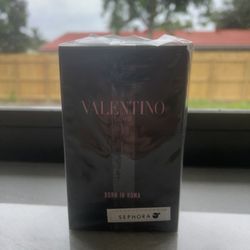 VALENTINO
BORN IN ROMA
SEPHORA